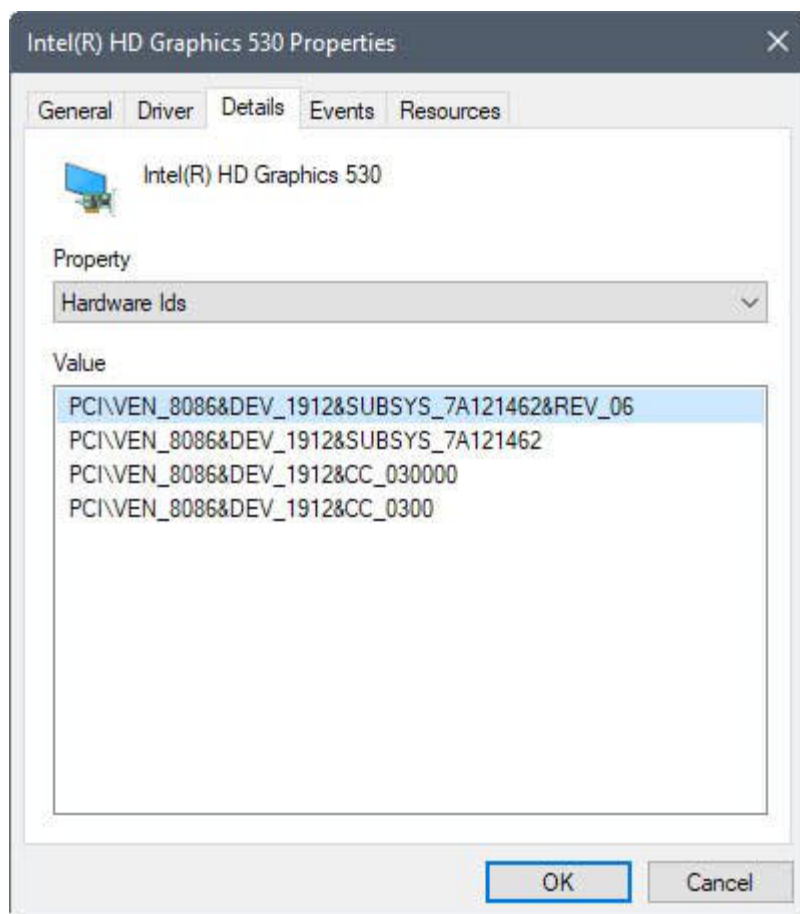 Intel(R) HD Graphics 530 Properties
General Driver Details Events Resources
Intel(R) HD Graphics 530
Property
Hardware Ids
Value
PCI\VEN_8086&DEV_1912&SUBSYS_7A121462&REV_06
PCI\VEN_8086&DEV_1912&SUBSYS_7A121462
PCI\VEN_8086&DEV_1912&CC_030000
PCI\VEN_8086&DEV_1912&CC_0300
OK Cancel